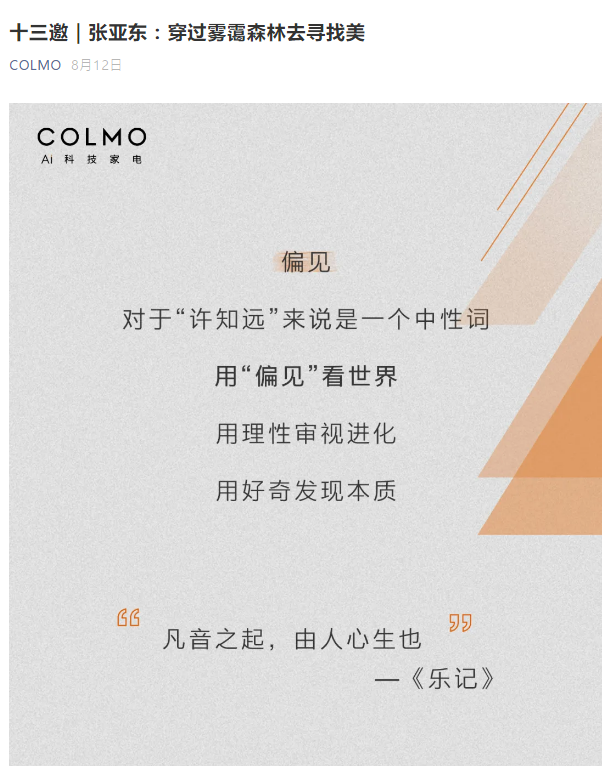 十三邀 | 张亚东：穿过雾霭森林去寻找美
COLMO 8月12日
COLMO
Ai 科技家电
偏见
对于“许知远”来说是一个中性词
用“偏见”看世界
用理性审视进化
用好奇发现本质
“凡音之起，由人心生也”
—《乐记》